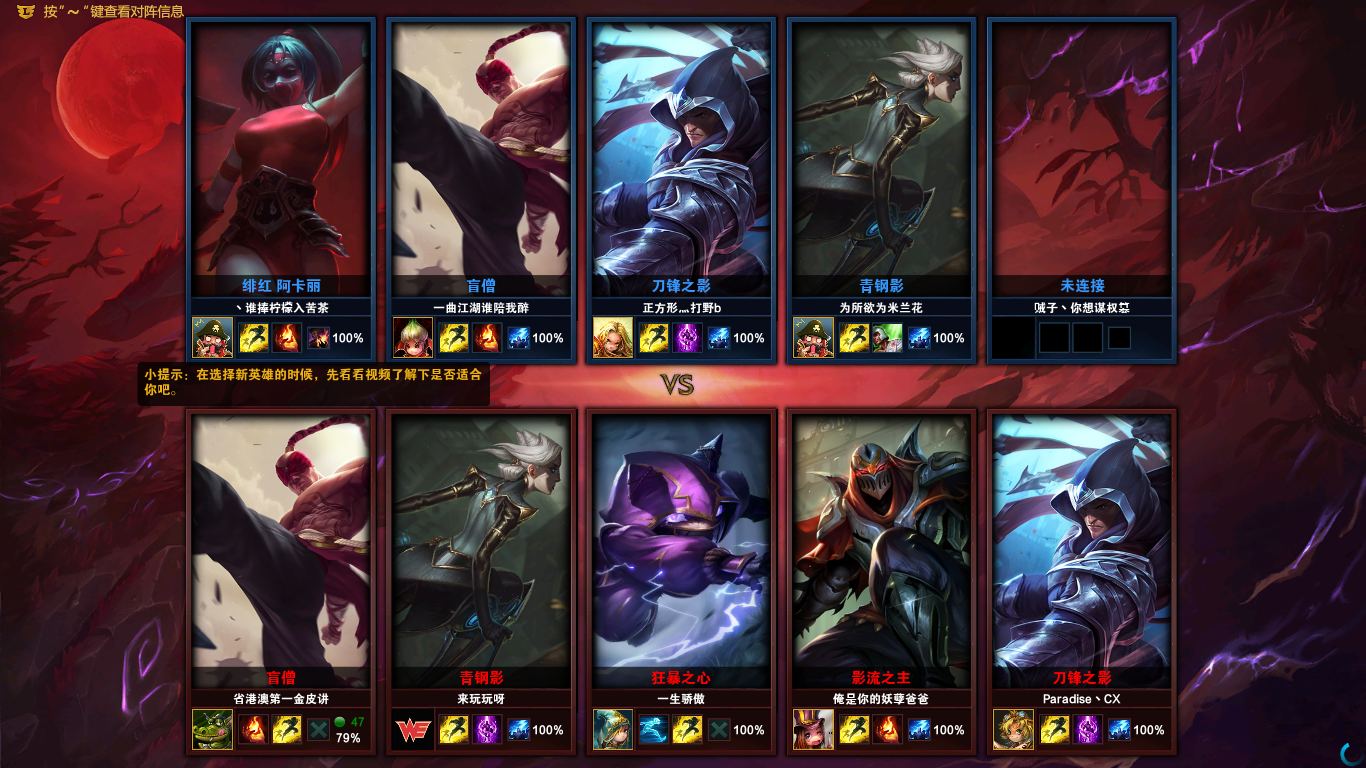 按“～“键查看对阵信息
绯红 阿卡丽
丶谁捧柠檬入苦茶
100%
盲僧
一曲江湖谁陪我醉
100%
刀锋之影
正方形灬打野b
100%
青钢影
为所欲为米兰花
100%
未连接
贼子丶你想谋权篡
小提示：在选择新英雄的时候，先看看视频了解下是否适合
你吧。
VS
盲僧
省港澳第一金皮讲
47
79%
青钢影
来玩玩呀
100%
狂暴之心
一生骄傲
100%
影流之主
俺是你的妖孽爸爸
100%
刀锋之影
Paradise丶CX
100%